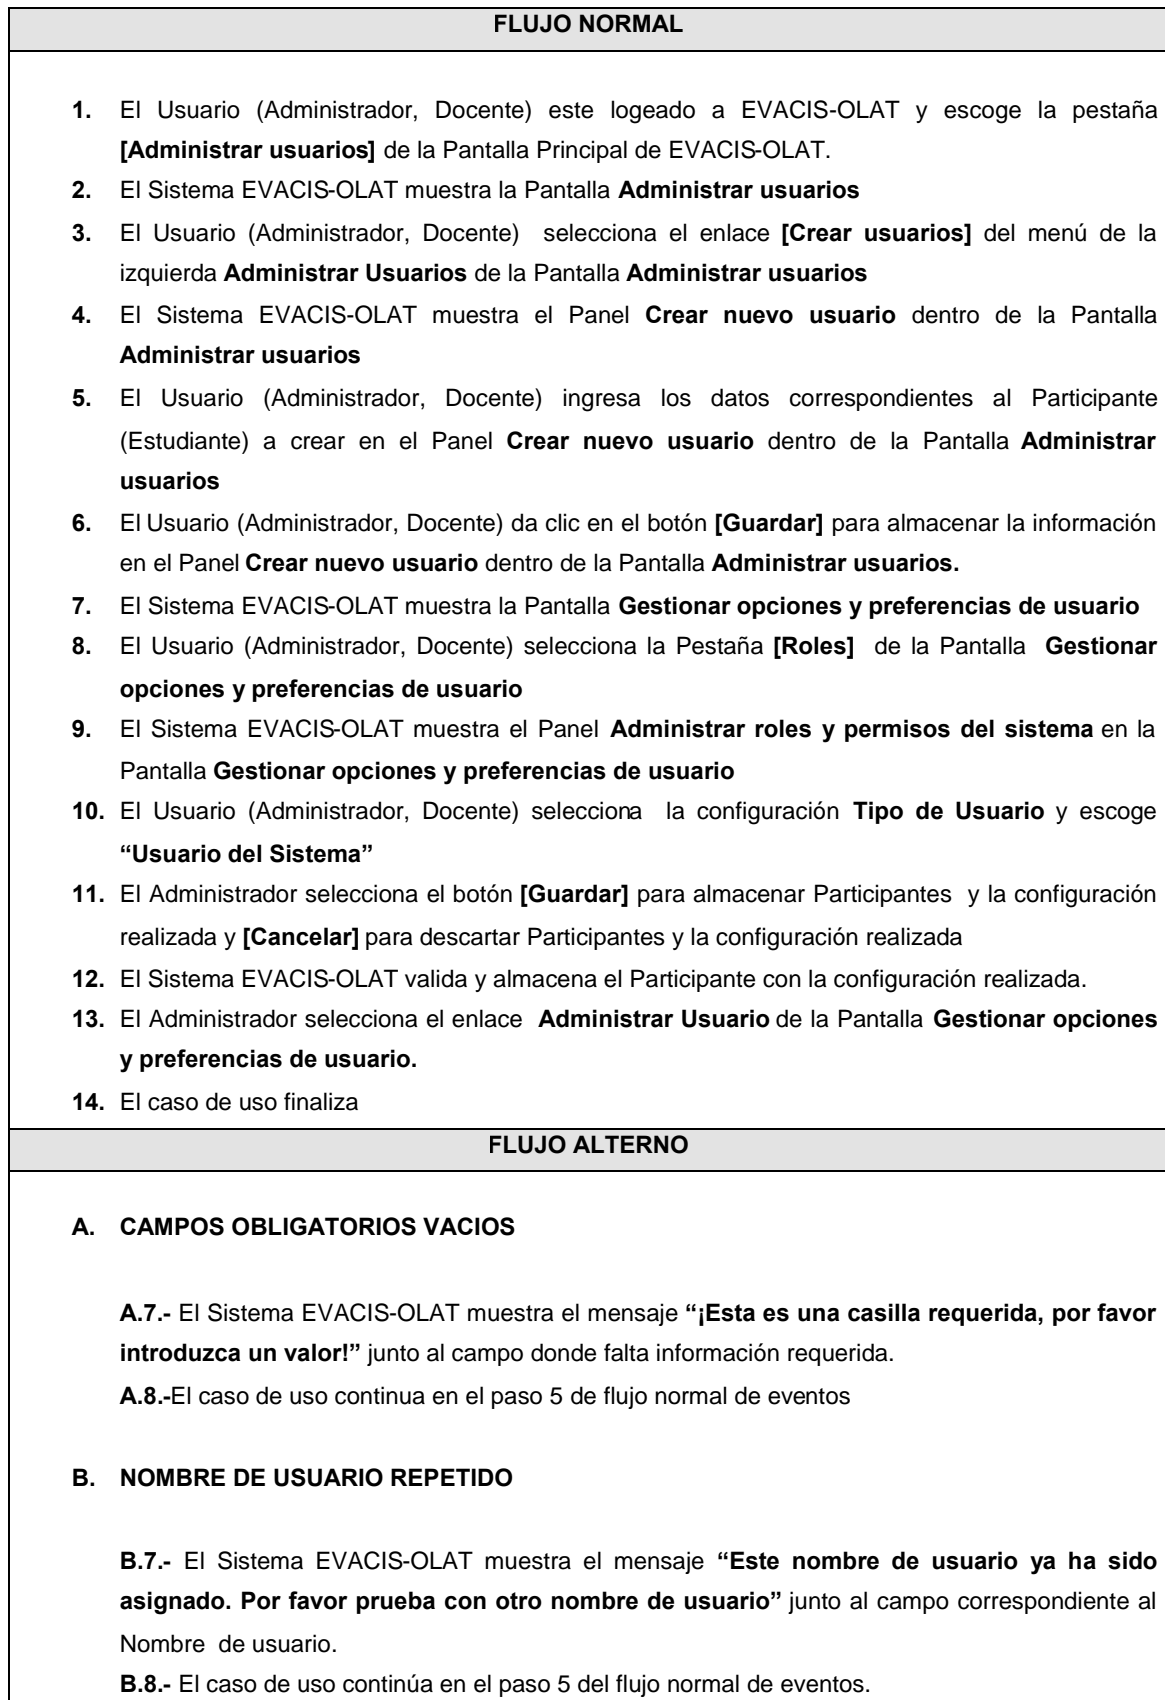 FLUJO NORMAL
1. El Usuario (Administrador, Docente) este logeado a EVACIS-OLAT y escoge la pestaña
[Administrar usuarios] de la Pantalla Principal de EVACIS-OLAT.
2. El Sistema EVACIS-OLAT muestra la Pantalla Administrar usuarios
3. El Usuario (Administrador, Docente) selecciona el enlace [Crear usuarios] del menú de la
izquierda Administrar Usuarios de la Pantalla Administrar usuarios
4. El Sistema EVACIS-OLAT muestra el Panel Crear nuevo usuario dentro de la Pantalla
Administrar usuarios
5. El Usuario (Administrador, Docente) ingresa los datos correspondientes al Participante
(Estudiante) a crear en el Panel Crear nuevo usuario dentro de la Pantalla Administrar
usuarios
6. El Usuario (Administrador, Docente) da clic en el botón [Guardar] para almacenar la información
en el Panel Crear nuevo usuario dentro de la Pantalla Administrar usuarios.
7. El Sistema EVACIS-OLAT muestra la Pantalla Gestionar opciones y preferencias de usuario
8. El Usuario (Administrador, Docente) selecciona la Pestaña [Roles] de la Pantalla Gestionar
opciones y preferencias de usuario
9. El Sistema EVACIS-OLAT muestra el Panel Administrar roles y permisos del sistema en la
Pantalla Gestionar opciones y preferencias de usuario
10. El Usuario (Administrador, Docente) selecciona la configuración Tipo de Usuario y escoge
“Usuario del Sistema”
11. El Administrador selecciona el botón [Guardar] para almacenar Participantes y la configuración
realizada y [Cancelar] para descartar Participantes y la configuración realizada
12. El Sistema EVACIS-OLAT valida y almacena el Participante con la configuración realizada.
13. El Administrador selecciona el enlace Administrar Usuario de la Pantalla Gestionar opciones
y preferencias de usuario.
14. El caso de uso finaliza
FLUJO ALTERNO
A. CAMPOS OBLIGATORIOS VACIOS
A.7.- El Sistema EVACIS-OLAT muestra el mensaje “¡Esta es una casilla requerida, por favor
introduzca un valor!” junto al campo donde falta información requerida.
A.8.-El caso de uso continua en el paso 5 de flujo normal de eventos
B. NOMBRE DE USUARIO REPETIDO
B.7.- El Sistema EVACIS-OLAT muestra el mensaje “Este nombre de usuario ya ha sido
asignado. Por favor prueba con otro nombre de usuario” junto al campo correspondiente al
Nombre de usuario.
B.8.- El caso de uso continúa en el paso 5 del flujo normal de eventos.